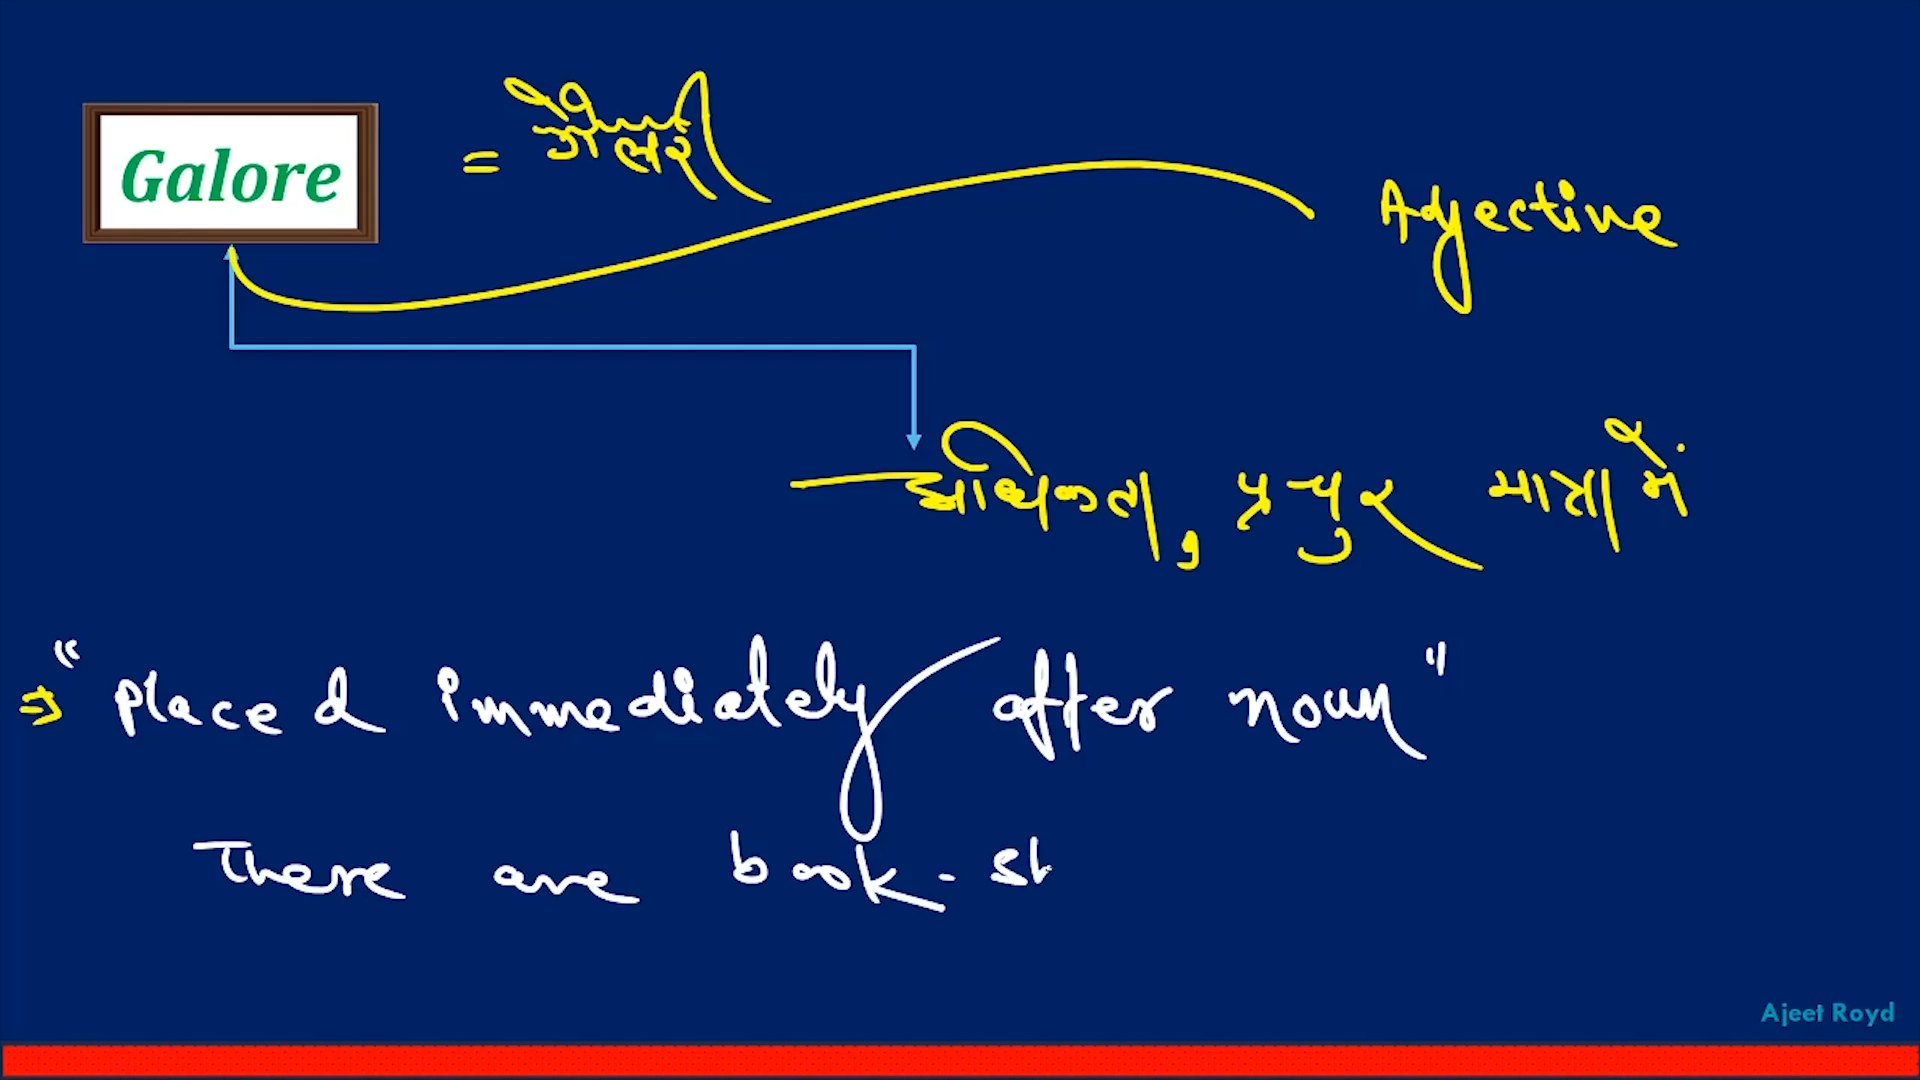 Galore
=
Adjective
अधिकता, प्रचुर मात्रा में
⇒ "Placed immediately after noun"
There are book-st
Ajeet Royd